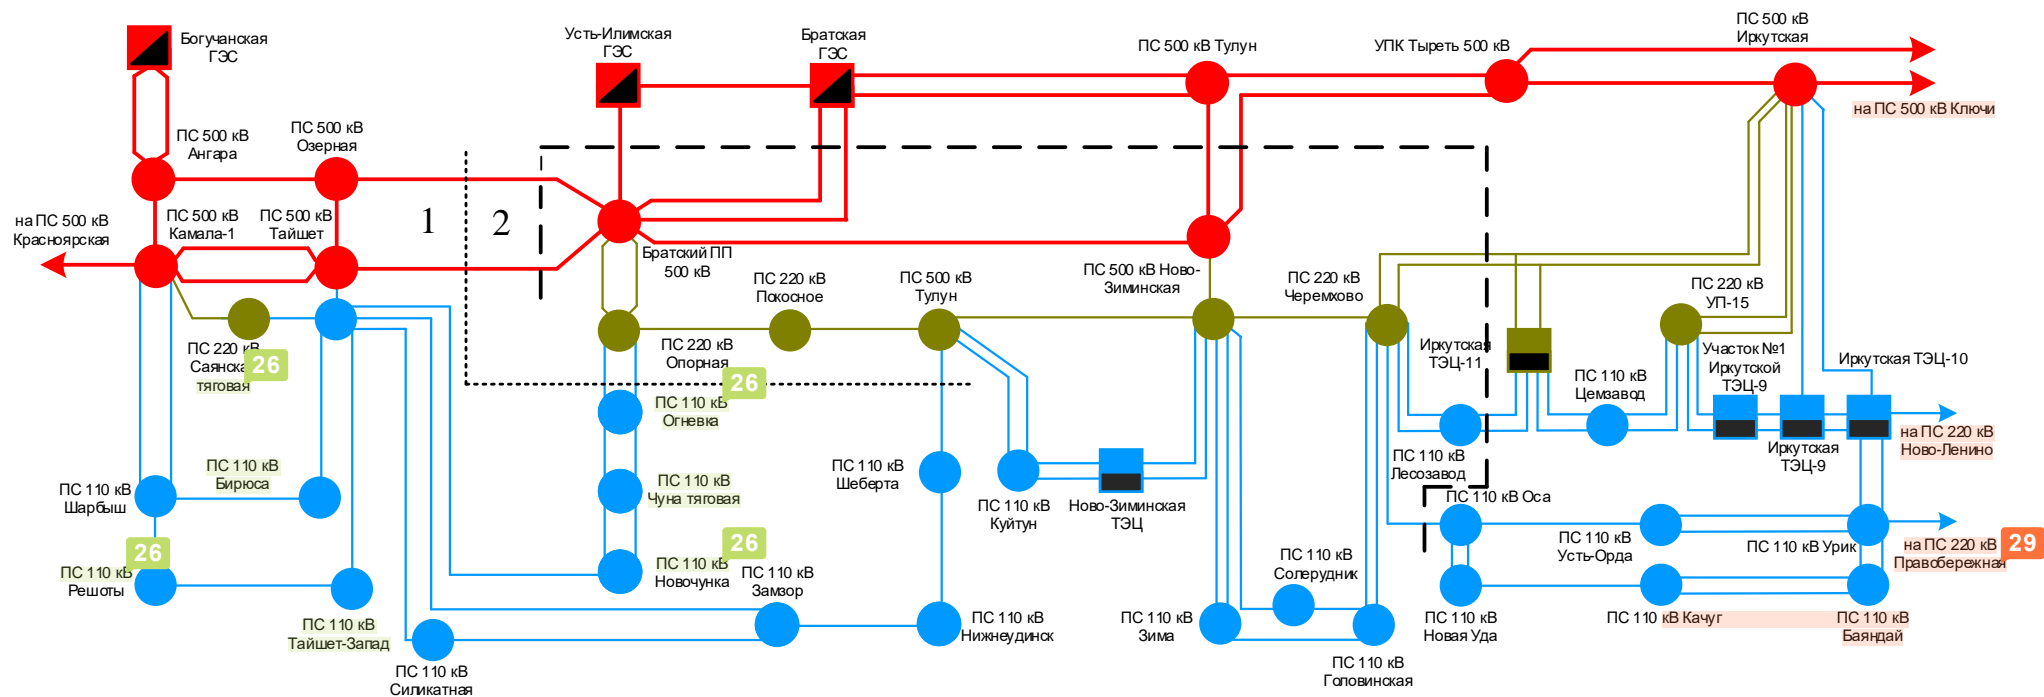 Богучанская
ГЭС
Усть-Илимская
ГЭС
Братская
ГЭС
ПС 500 кВ Тулун
УПК Тыреть 500 кВ
ПС 500 кВ
Иркутская
на ПС 500 кВ Ключи
ПС 500 кВ
Ангара
ПС 500 кВ
Озерная
на ПС 500 кВ
Красноярская
ПС 500 кВ
Камала-1
ПС 500 кВ
Тайшет
1
2
Братский ПП
500 кВ
ПС 220 кВ
Покосное
ПС 500 кВ
Тулун
ПС 500 кВ Ново-
Зиминская
ПС 220 кВ
Черемхово
ПС 220 кВ
УП-15
ПС 220 кВ
Саянская
тяговая
26
ПС 220 кВ
Опорная
26
Иркутская
ТЭЦ-11
ПС 110 кВ
Цемзавод
Участок №1
Иркутской
ТЭЦ-9
Иркутская ТЭЦ-10
ПС 110 кВ
Огневка
на ПС 220 кВ
Ново-Ленино
Иркутская
ТЭЦ-9
ПС 110 кВ
Лесозавод
ПС 110 кВ
Шарбыш
ПС 110 кВ
Бирюса
ПС 110 кВ
Чуна тяговая
ПС 110 кВ
Шеберта
ПС 110 кВ
Куйтун
Ново-Зиминская
ТЭЦ
ПС 110 кВ Оса
ПС 110 кВ
Усть-Орда
ПС 110 кВ Урик
на ПС 220 кВ
Правобережная
29
26
ПС 110 кВ
Решоты
26
ПС 110 кВ
Новочунка
ПС 110 кВ
Замзор
ПС 110 кВ
Солерудник
ПС 110 кВ
Тайшет-Запад
ПС 110 кВ
Силикатная
ПС 110 кВ
Нижнеудинск
ПС 110 кВ
Зима
ПС 110 кВ
Головинская
ПС 110 кВ
Новая Уда
ПС 110 кВ Качуг
ПС 110 кВ
Баяндай